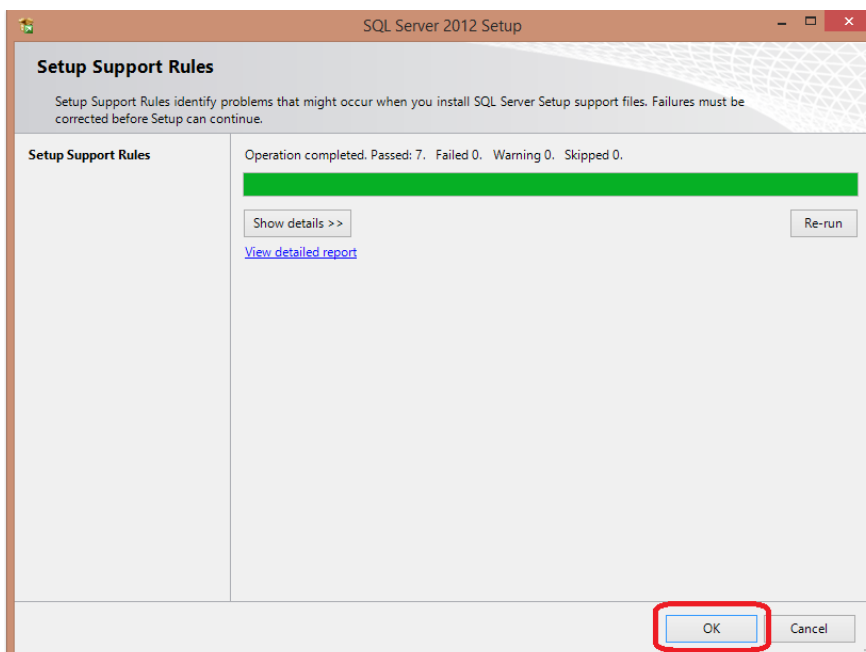 SQL Server 2012 Setup
Setup Support Rules
Setup Support Rules identify problems that might occur when you install SQL Server Setup support files. Failures must be
corrected before Setup can continue.
Setup Support Rules
Operation completed. Passed: 7.   Failed 0.   Warning 0.   Skipped 0.
Show details >>
Re-run
View detailed report
OK
Cancel